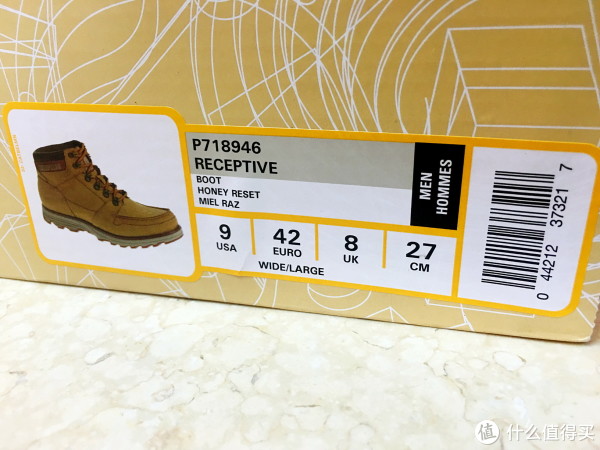 P718946
RECEPTIVE
BOOT
HONEY RESET
MIEL RAZ
MEN
HOMMES
9
USA
42
EURO
8
UK
27
CM
WIDE/LARGE
0 44212 37321 7
值 什么值得买